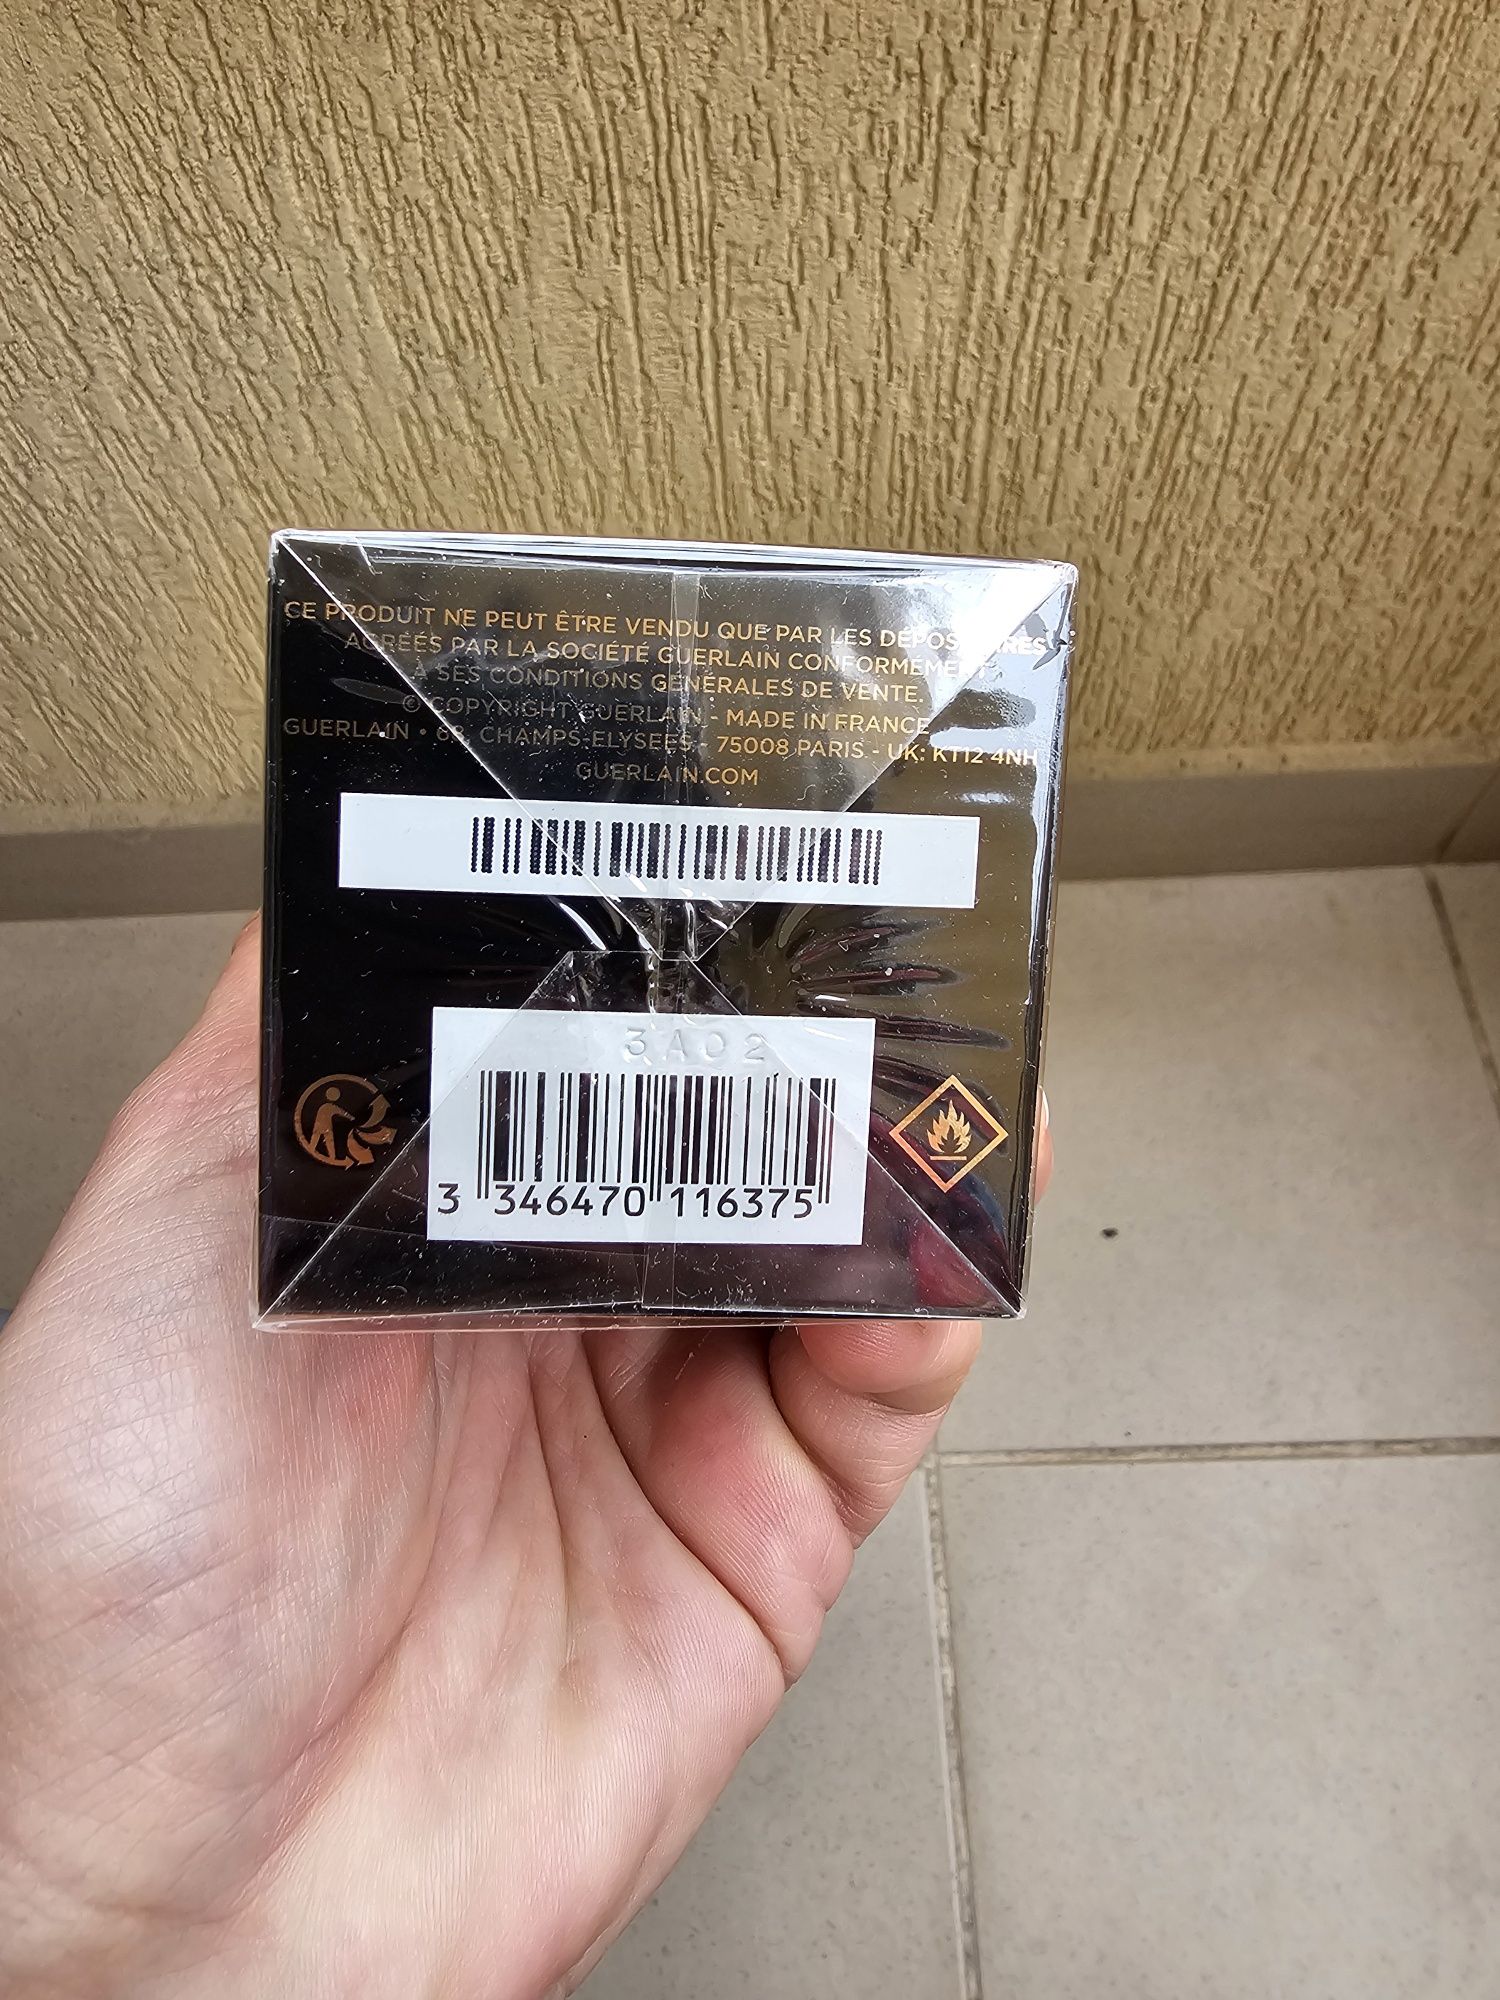 CE PRODUIT NE PEUT ÊTRE VENDU QUE PAR LES DÉPOSITAIRES
AGRÉÉS PAR LA SOCIÉTÉ GUERLAIN CONFORMÉMENT
À SES CONDITIONS GÉNÉRALES DE VENTE.
© COPYRIGHT GUERLAIN - MADE IN FRANCE
GUERLAIN • 68, CHAMPS-ELYSEES - 75008 PARIS - UK: KT12 4NH
GUERLAIN.COM
3A02
3 346470 116375